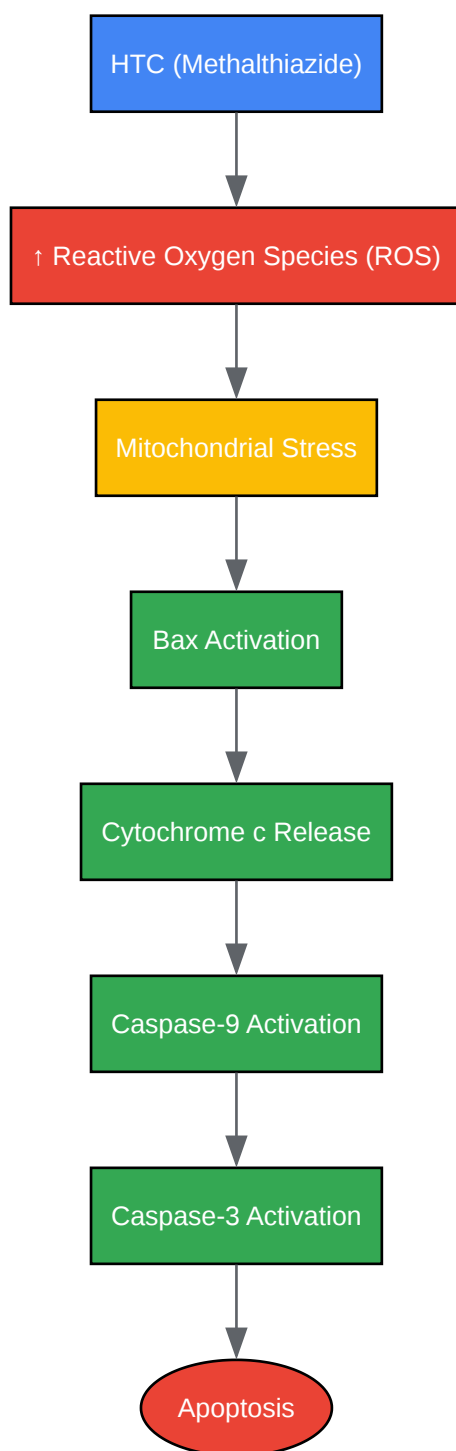 HTC (Methalthiazide)
↑ Reactive Oxygen Species (ROS)
Mitochondrial Stress
Bax Activation
Cytochrome c Release
Caspase-9 Activation
Caspase-3 Activation
Apoptosis